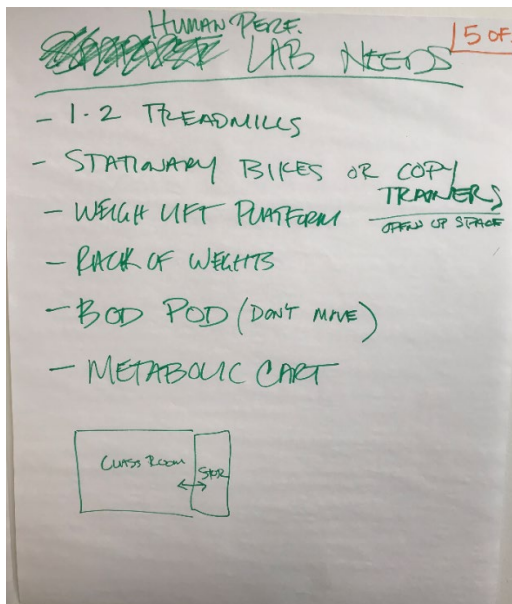 HUMAN PERF.
LAB NEEDS
5 OF
- 1-2 TREADMILLS
- STATIONARY BIKES OR COPY TRAINERS
OPENS UP SPACE
- WEIGH LIFT PLATFORM
- RACK OF WEIGHTS
- BOD POD (DON'T MOVE)
- METABOLIC CART
CLASS ROOM
STOR